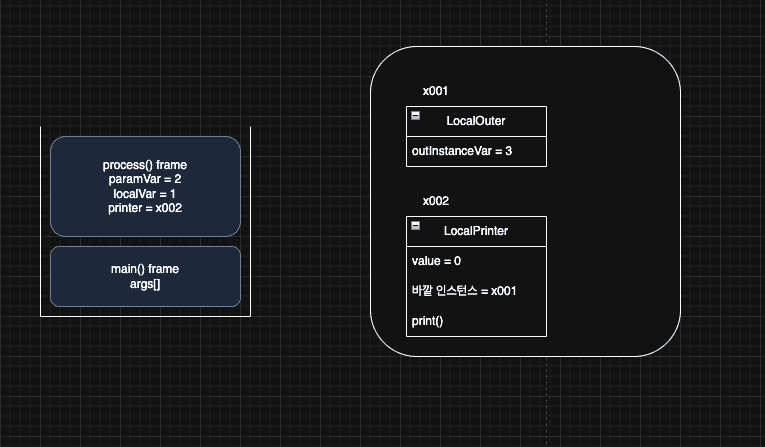 process() frame
paramVar = 2
localVar = 1
printer = x002
main() frame
args[]
x001
LocalOuter
outInstanceVar = 3
x002
LocalPrinter
value = 0
바깥 인스턴스 = x001
print()